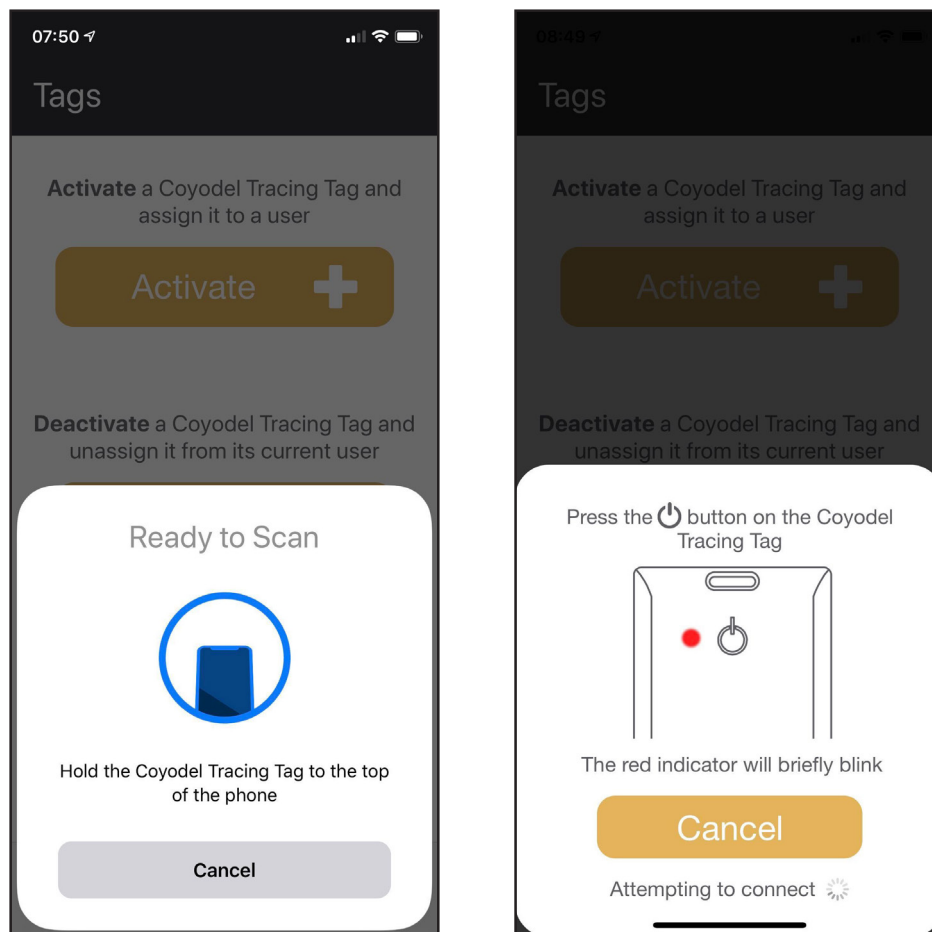 07:50
Tags
Activate a Coyodel Tracing Tag and
assign it to a user
Activate
Deactivate a Coyodel Tracing Tag and
unassign it from its current user
Ready to Scan
Hold the Coyodel Tracing Tag to the top
of the phone
Cancel
08:49
Tags
Activate a Coyodel Tracing Tag and
assign it to a user
Activate
Deactivate a Coyodel Tracing Tag and
unassign it from its current user
Press the button on the Coyodel
Tracing Tag
The red indicator will briefly blink
Cancel
Attempting to connect